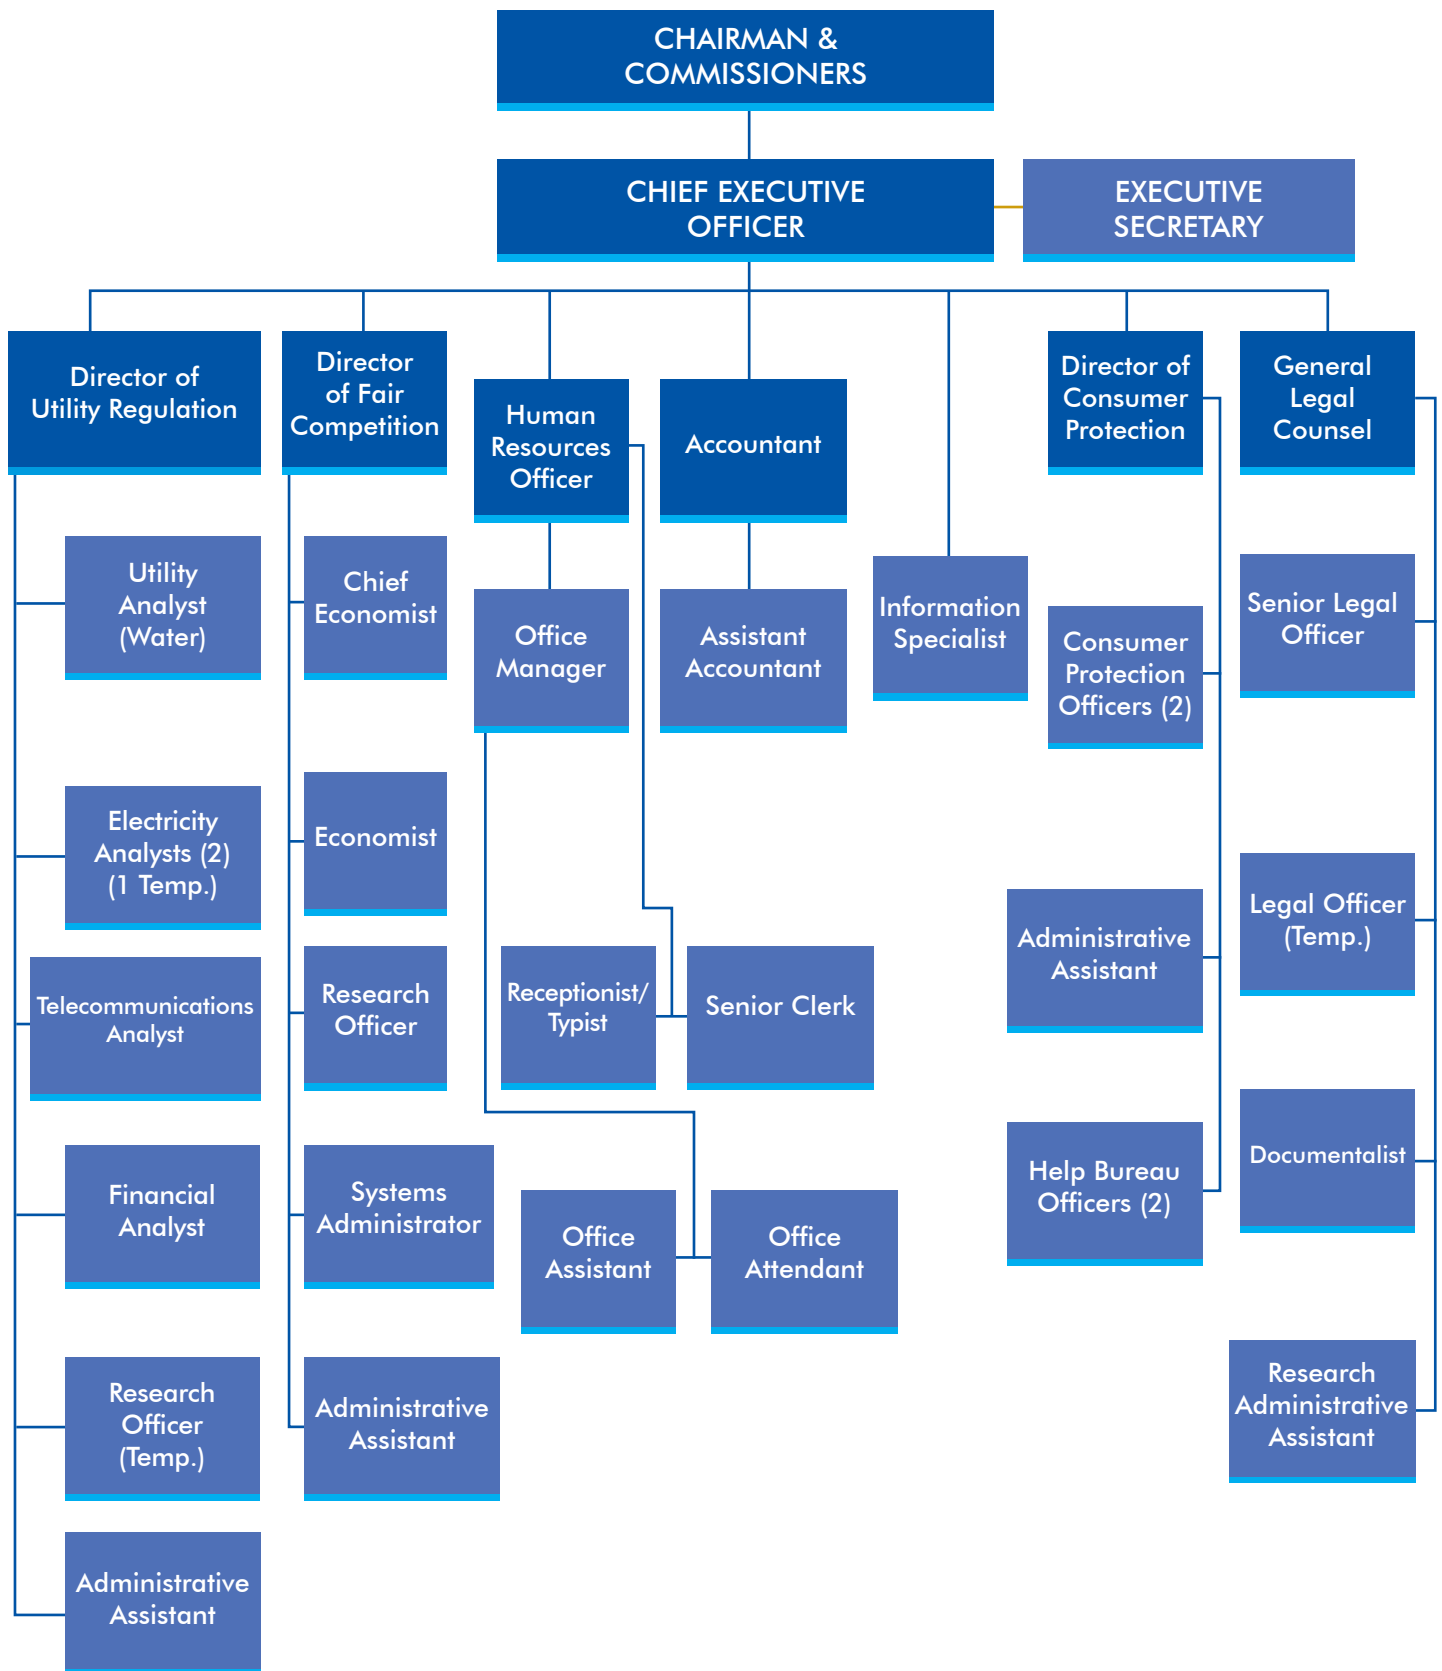 CHAIRMAN &
COMMISSIONERS
CHIEF EXECUTIVE
OFFICER
EXECUTIVE
SECRETARY
Director of
Utility Regulation
Director
of Fair
Competition
Human
Resources
Officer
Accountant
Director of
Consumer
Protection
General
Legal
Counsel
Utility
Analyst
(Water)
Chief
Economist
Office
Manager
Assistant
Accountant
Information
Specialist
Consumer
Protection
Officers (2)
Senior Legal
Officer
Electricity
Analysts (2)
(1 Temp.)
Economist
Administrative
Assistant
Legal Officer
(Temp.)
Telecommunications
Analyst
Research
Officer
Receptionist/
Typist
Senior Clerk
Financial
Analyst
Systems
Administrator
Office
Assistant
Office
Attendant
Help Bureau
Officers (2)
Documentalist
Research
Officer
(Temp.)
Administrative
Assistant
Research
Administrative
Assistant
Administrative
Assistant